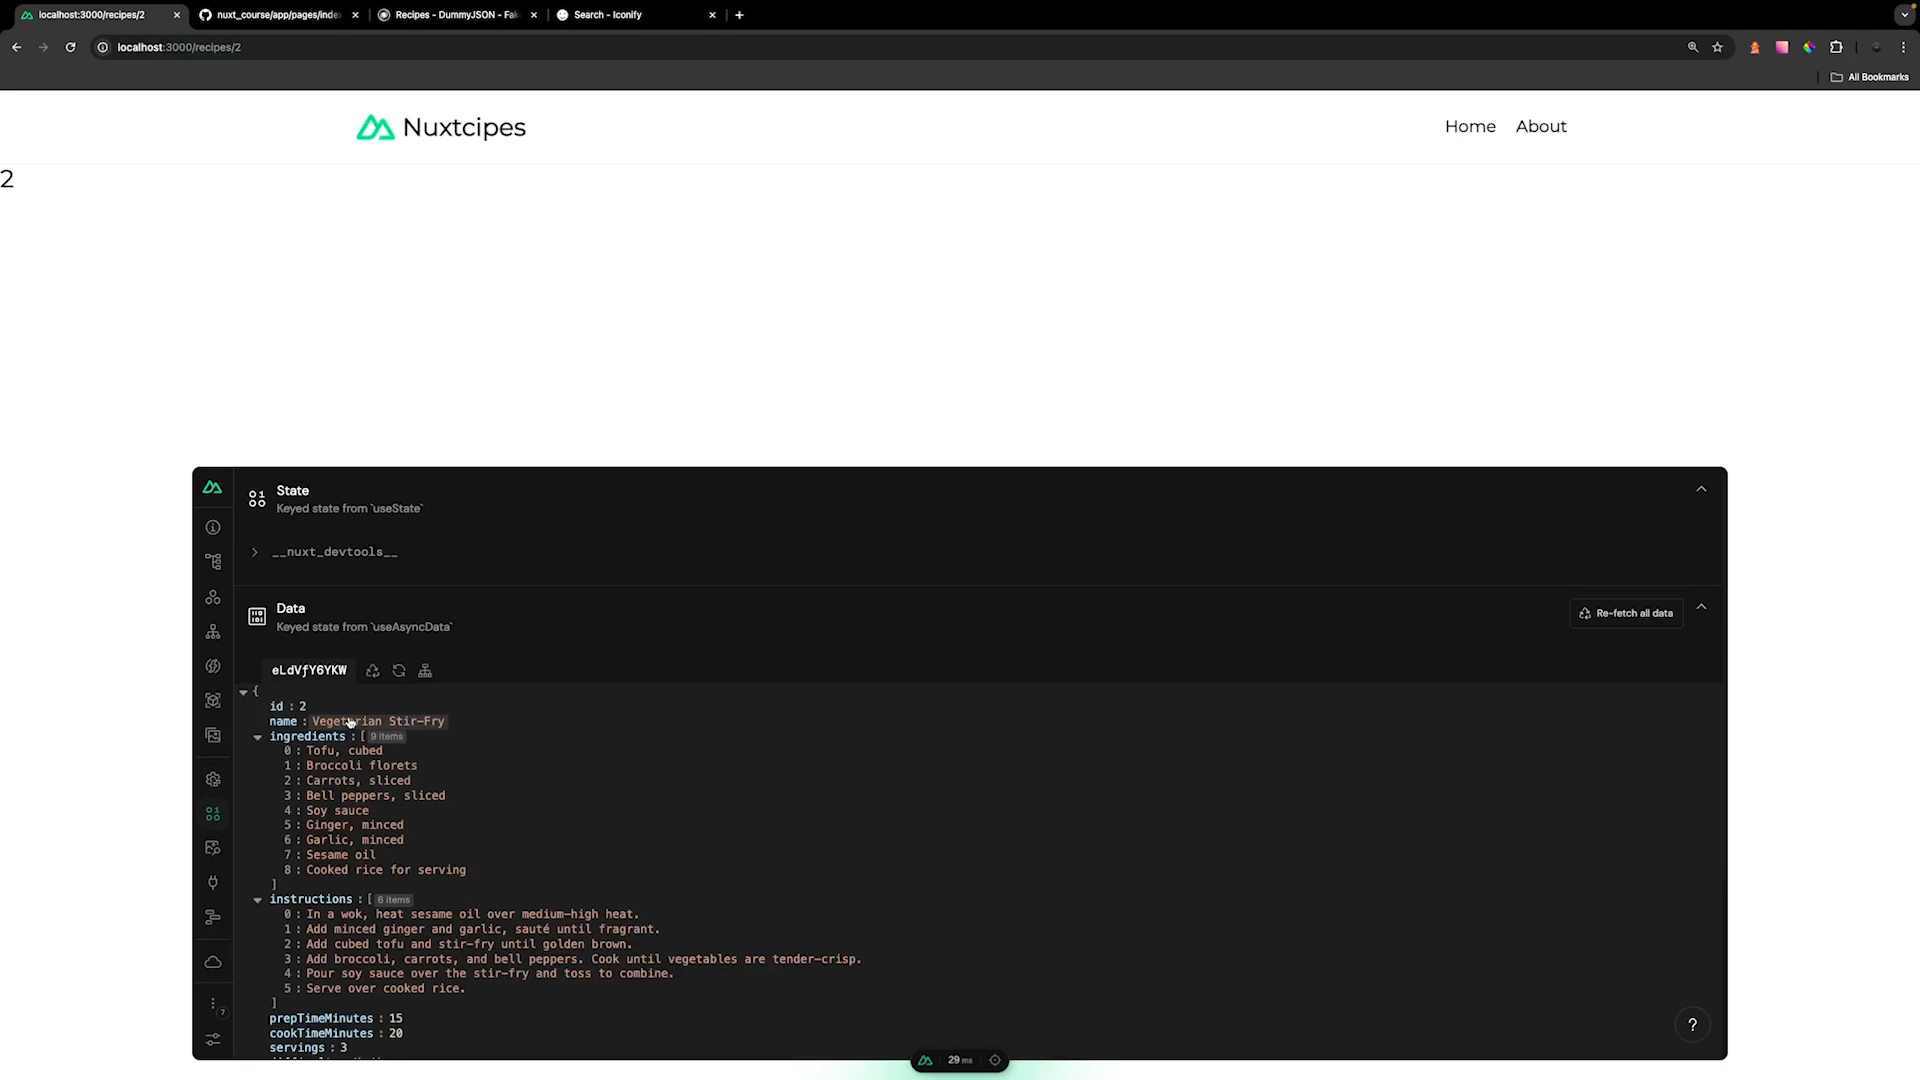 localhost:3000/recipes/2
nuxt_course/app/pages/index
Recipes - DummyJSON - Fak
Search - Iconify
localhost:3000/recipes/2
All Bookmarks
Nuxtcipes
Home
About
2
State
Keyed state from `useState`
__nuxt_devtools__
Data
Keyed state from `useAsyncData`
Re-fetch all data
eLdVfY6YKW
{
id : 2
name : Vegetarian Stir-Fry
ingredients : [ 9 items
0 : Tofu, cubed
1 : Broccoli florets
2 : Carrots, sliced
3 : Bell peppers, sliced
4 : Soy sauce
5 : Ginger, minced
6 : Garlic, minced
7 : Sesame oil
8 : Cooked rice for serving
]
instructions : [ 6 items
0 : In a wok, heat sesame oil over medium-high heat.
1 : Add minced ginger and garlic, sauté until fragrant.
2 : Add cubed tofu and stir-fry until golden brown.
3 : Add broccoli, carrots, and bell peppers. Cook until vegetables are tender-crisp.
4 : Pour soy sauce over the stir-fry and toss to combine.
5 : Serve over cooked rice.
]
prepTimeMinutes : 15
cookTimeMinutes : 20
servings : 3
7
?
29 ms